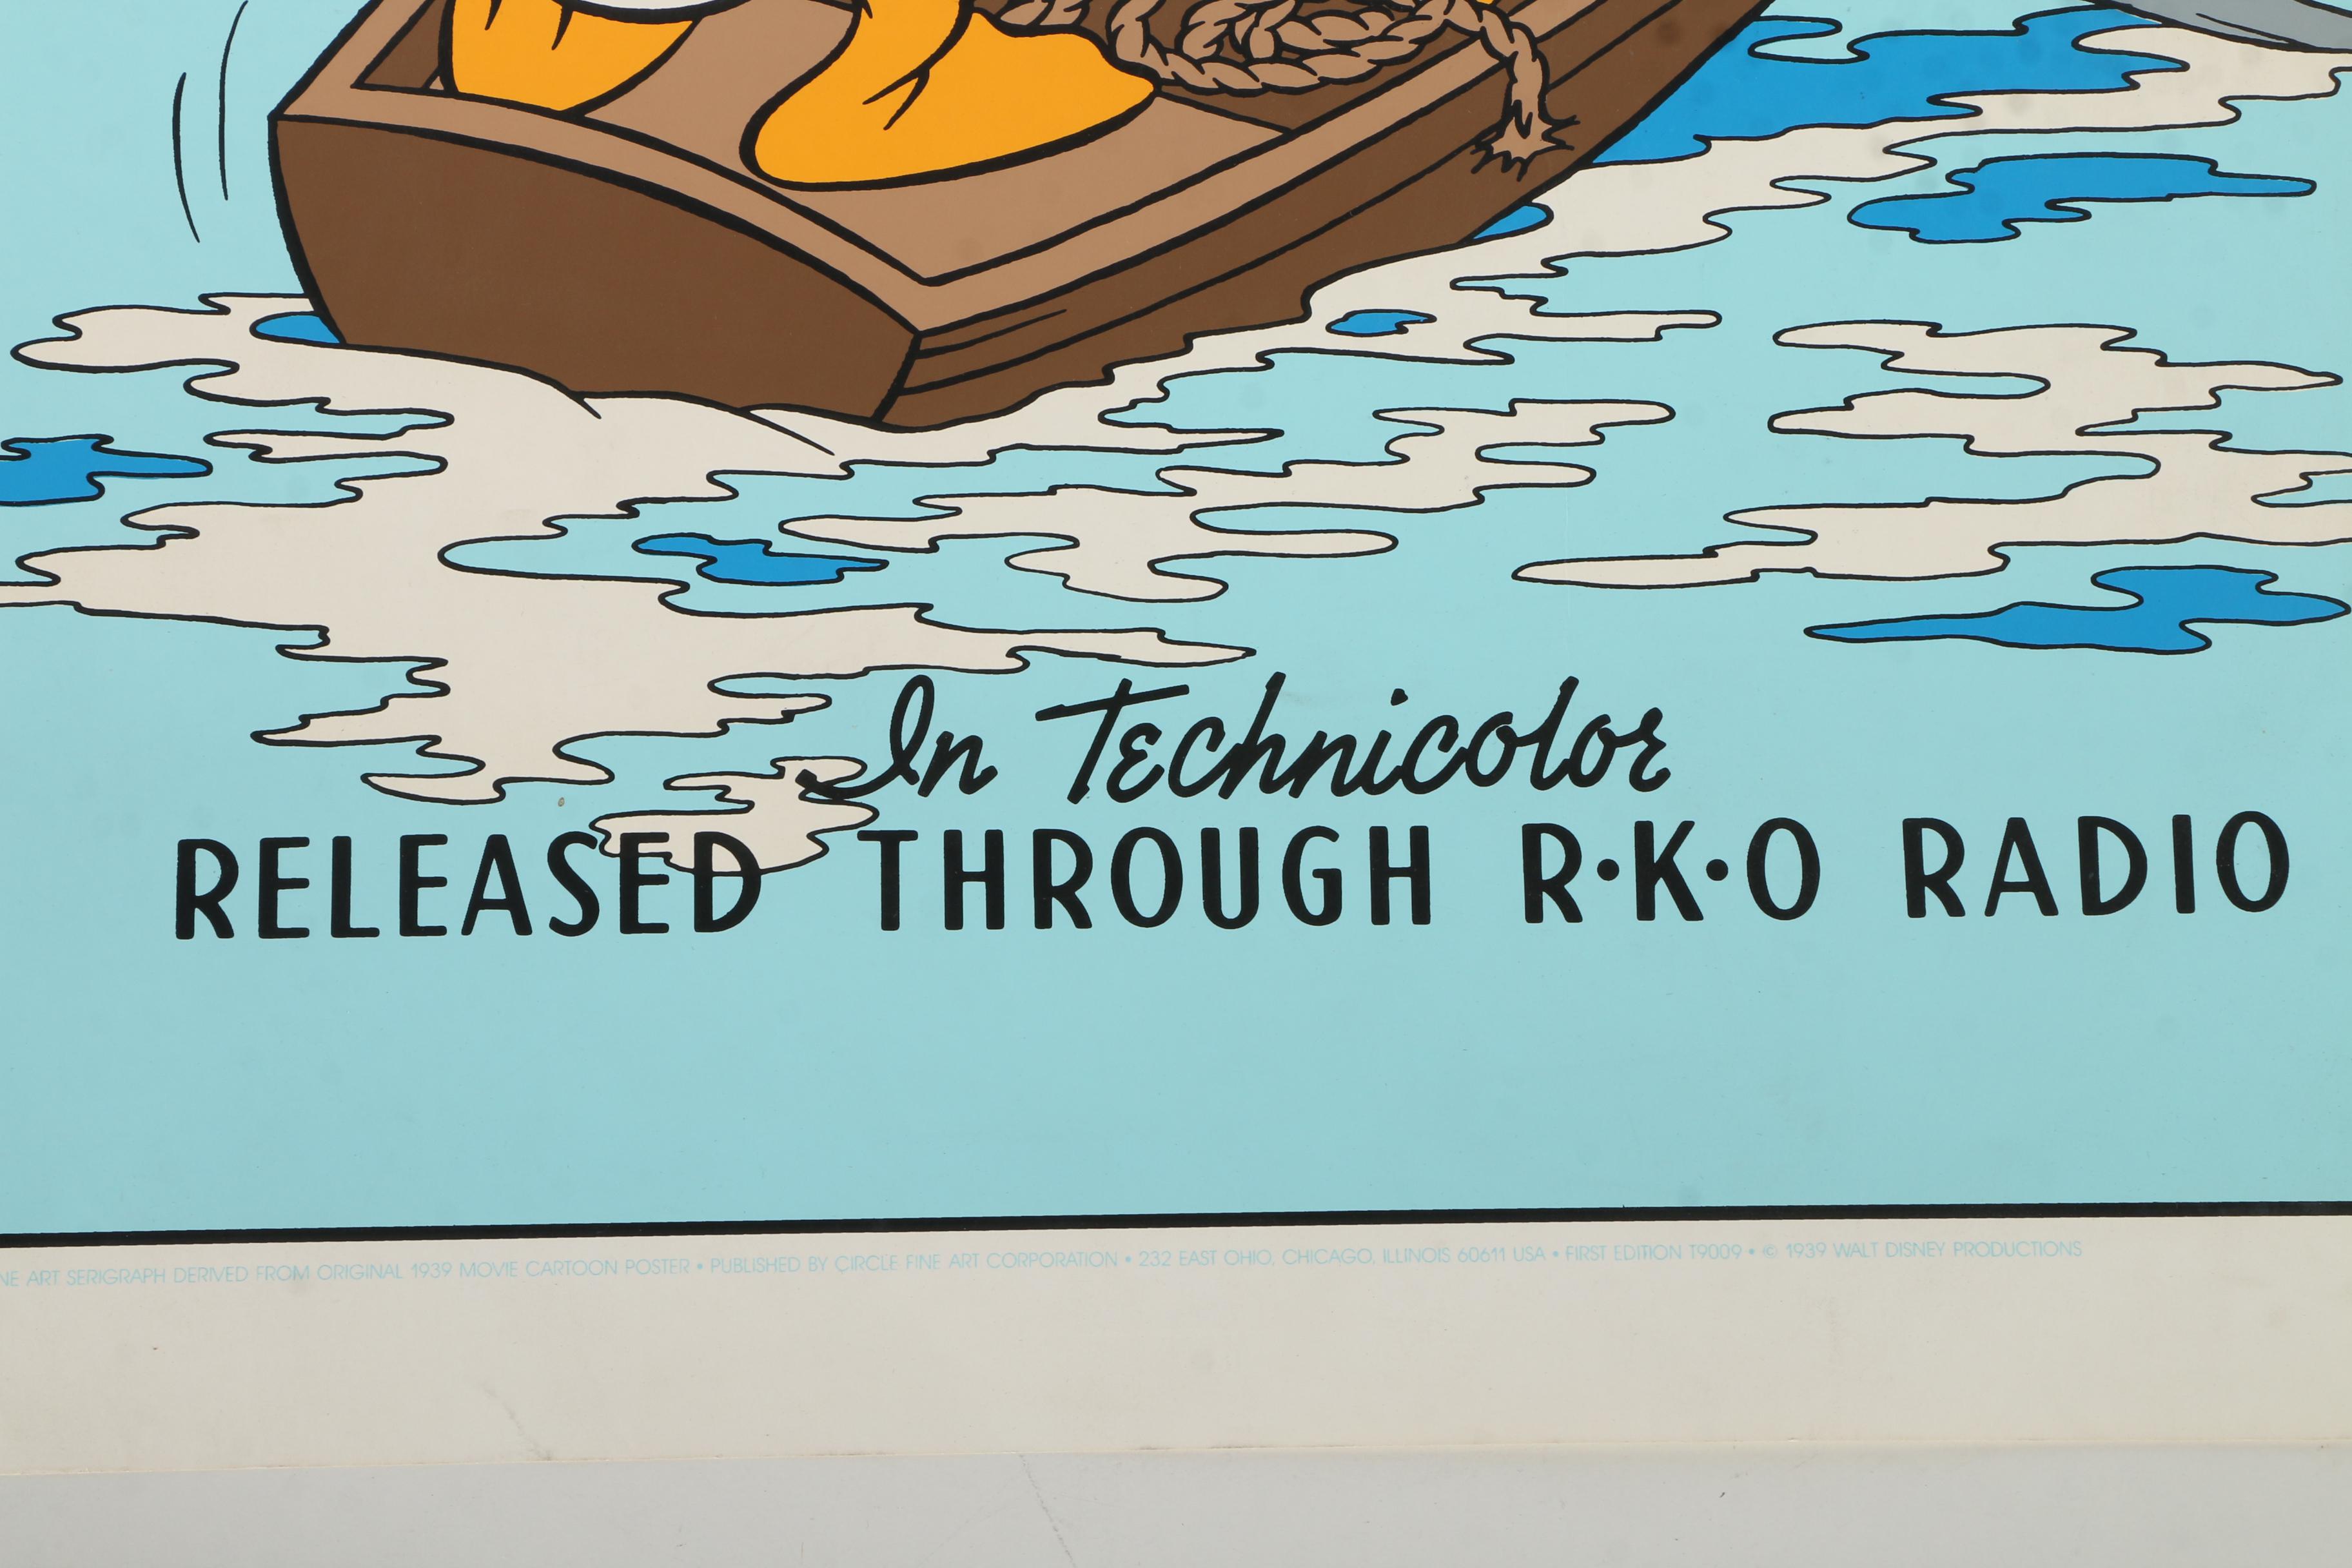 In Technicolor
RELEASED THROUGH R•K•O RADIO
NE ART SERIGRAPH DERIVED FROM ORIGINAL 1939 MOVIE CARTOON POSTER • PUBLISHED BY CIRCLE FINE ART CORPORATION • 232 EAST OHIO, CHICAGO, ILLINOIS 60611 USA • FIRST EDITION T9009 • © 1939 WALT DISNEY PRODUCTIONS